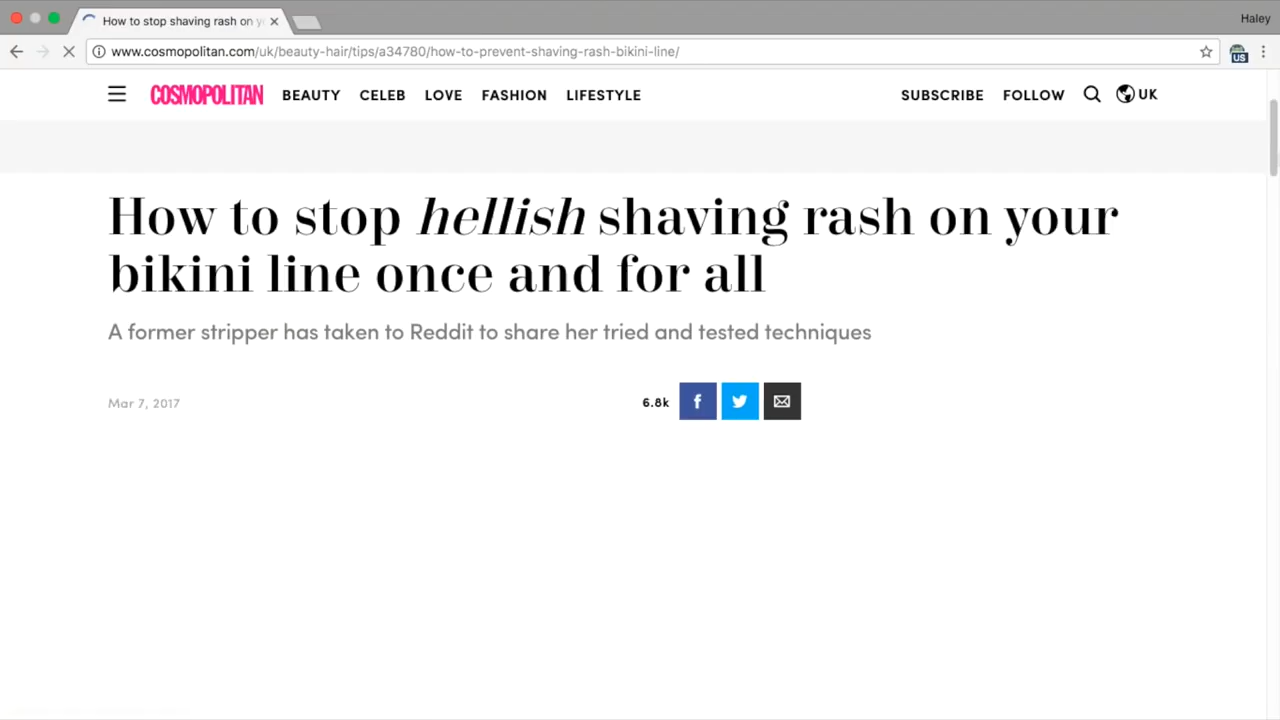 How to stop shaving rash on y
Haley
www.cosmopolitan.com/uk/beauty-hair/tips/a34780/how-to-prevent-shaving-rash-bikini-line/
US
COSMOPOLITAN BEAUTY CELEB LOVE FASHION LIFESTYLE SUBSCRIBE FOLLOW UK
How to stop hellish shaving rash on your
bikini line once and for all
A former stripper has taken to Reddit to share her tried and tested techniques
Mar 7, 2017
6.8k